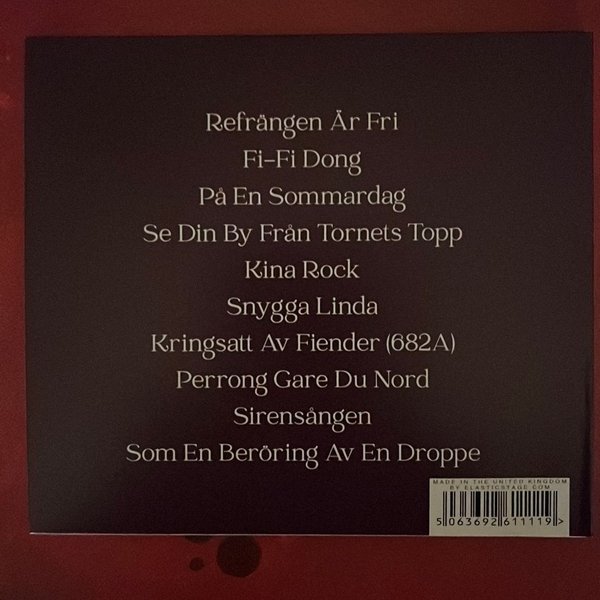 Refrängen Är Fri
Fi-Fi Dong
På En Sommardag
Se Din By Från Tornets Topp
Kina Rock
Snygga Linda
Kringsatt Av Fiender (682A)
Perrong Gare Du Nord
Sirensången
Som En Beröring Av En Droppe
MADE IN THE UNITED KINGDOM
BY ELASTICSTAGE.COM
5 063692 611119 >